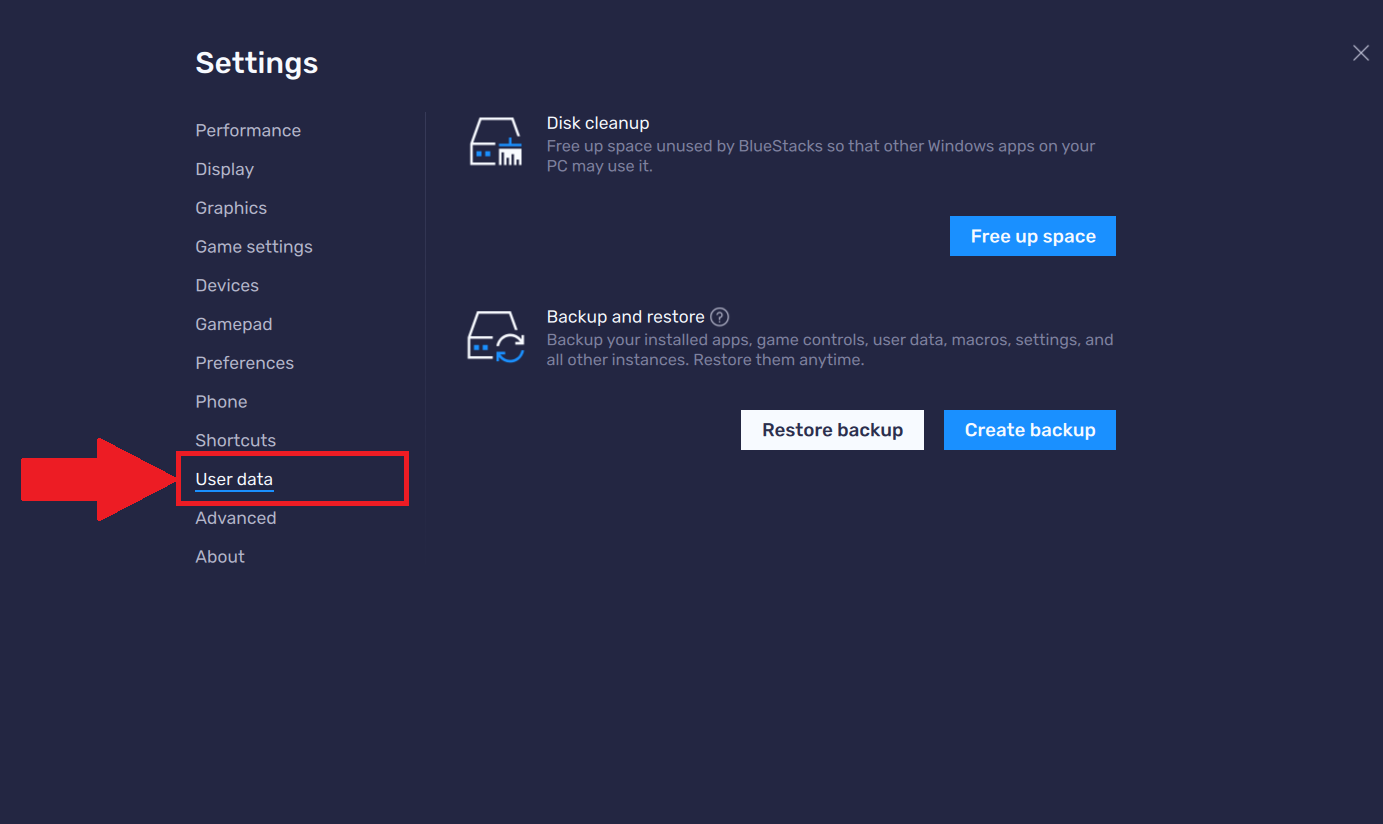 Settings
Performance
Display
Graphics
Game settings
Devices
Gamepad
Preferences
Phone
Shortcuts
User data
Advanced
About
Disk cleanup
Free up space unused by BlueStacks so that other Windows apps on your
PC may use it.
Free up space
Backup and restore ?
Backup your installed apps, game controls, user data, macros, settings, and
all other instances. Restore them anytime.
Restore backup
Create backup